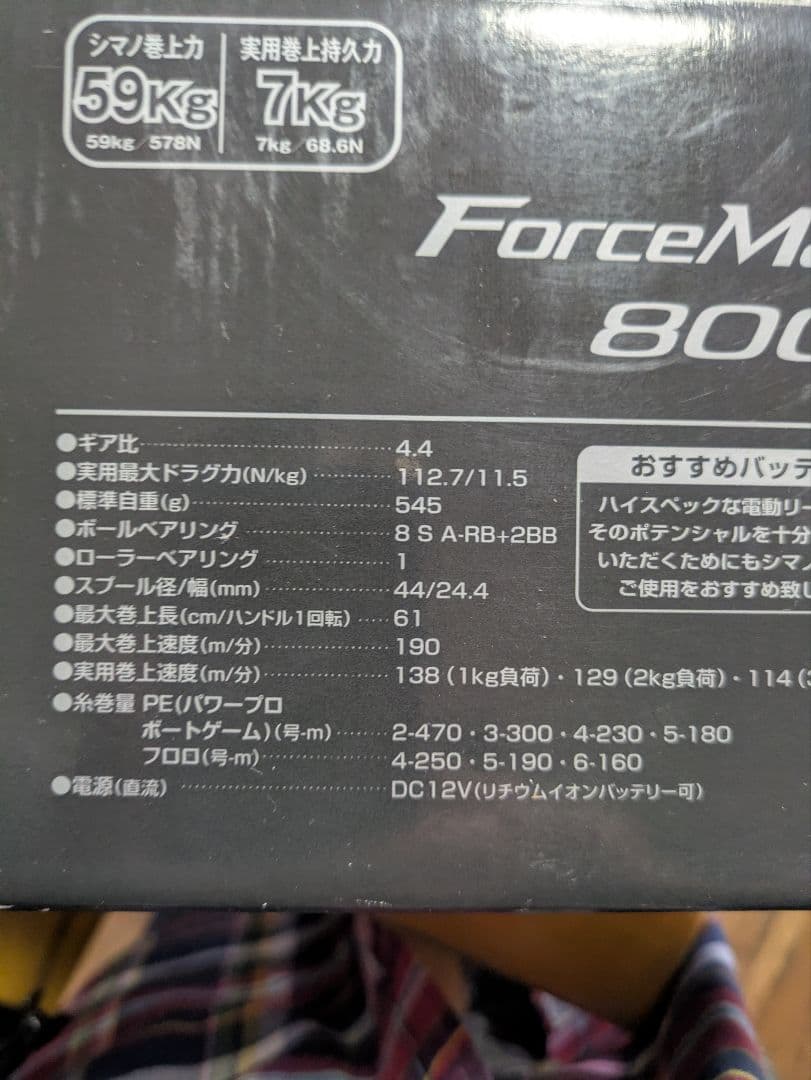 シマノ巻上力
59Kg
59kg/578N
実用巻上持久力
7Kg
7kg/68.6N
ForceMa
800
●ギア比 4.4
●実用最大ドラグ力(N/kg) 112.7/11.5
●標準自重(g) 545
●ボールベアリング 8 S A-RB+2BB
●ローラーベアリング 1
●スプール径/幅(mm) 44/24.4
●最大巻上長(cm/ハンドル1回転) 61
●最大巻上速度(m/分) 190
●実用巻上速度(m/分) 138(1kg負荷)・129(2kg負荷)・114(3
●糸巻量 PE(パワープロ
ボートゲーム)(号-m) 2-470・3-300・4-230・5-180
フロロ(号-m) 4-250・5-190・6-160
●電源(直流) DC12V(リチウムイオンバッテリー可)
おすすめバッテ
ハイスペックな電動リー
そのポテンシャルを十分
いただくためにもシマノ
ご使用をおすすめ致し